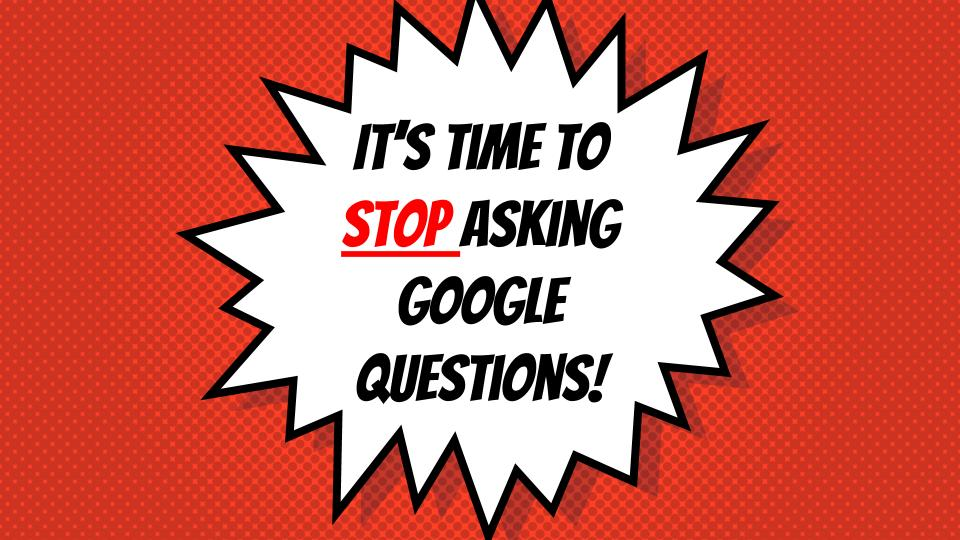 IT'S TIME TO
STOP ASKING
GOOGLE
QUESTIONS!